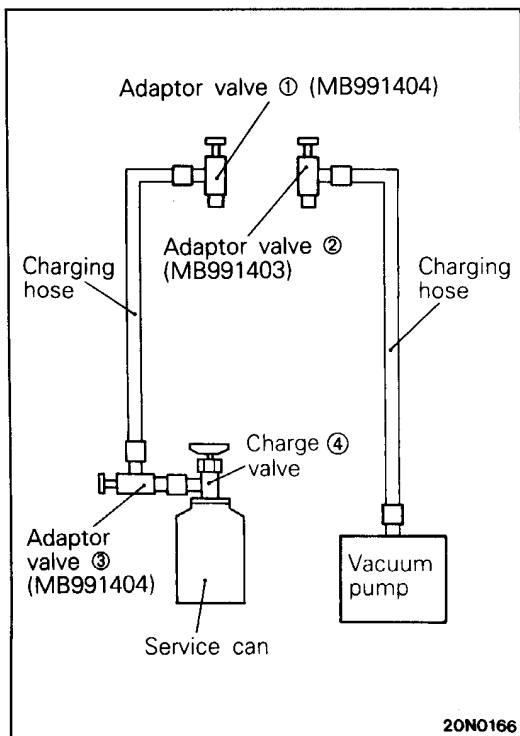 Adaptor valve ① (MB991404)
Adaptor valve ②
(MB991403)
Charging
hose
Charging
hose
Charge ④
valve
Adaptor
valve ③
(MB991404)
Vacuum
pump
Service can
20N0166